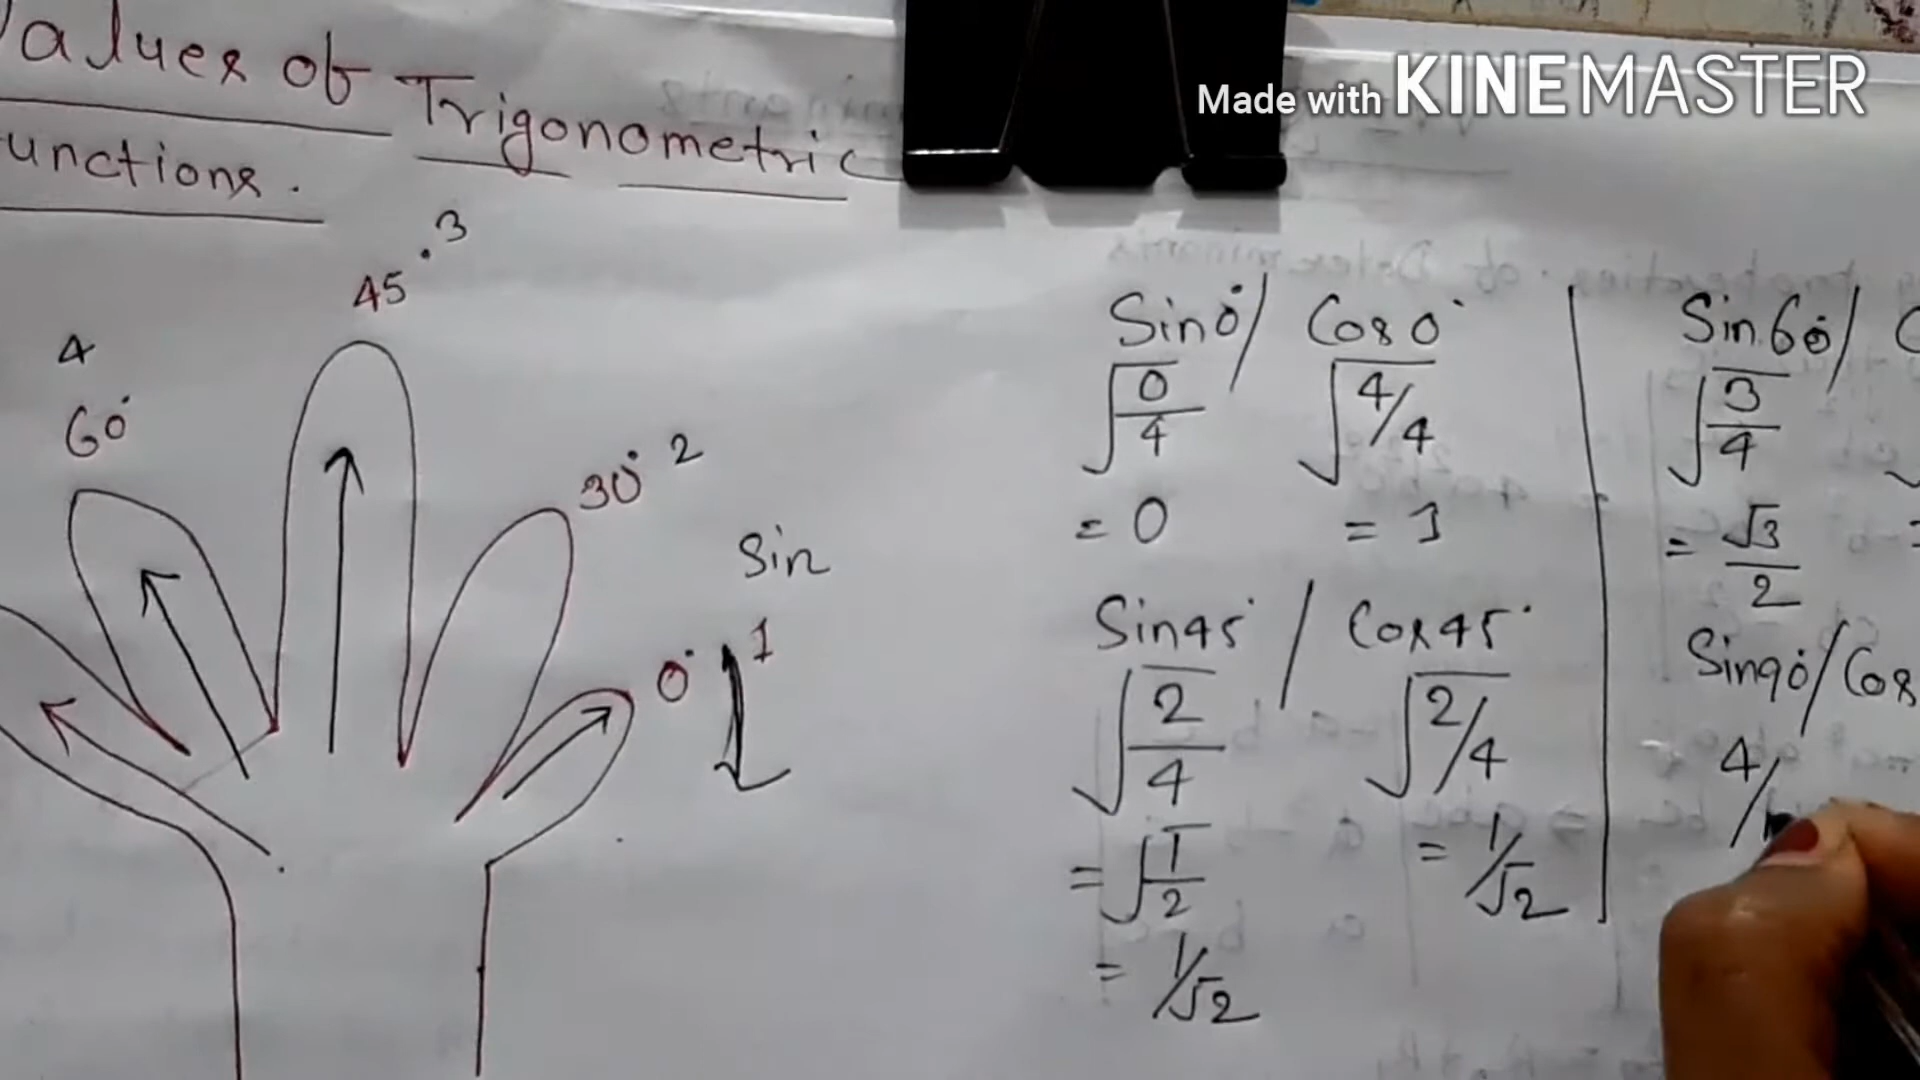 alues of Trigonometric
unctions.
45° 3
4
60°
30° 2
Sin
0° 1
Made with KINEMASTER
Sin0° / Cos0°
√0/4 √4/4
= 0 = 1
Sin45° / Cos45°
√2/4 √2/4
= √1/2 = 1/√2
= 1/√2
Sin60° / C
√3/4
= √3/2
Sin90° / Cos
4/